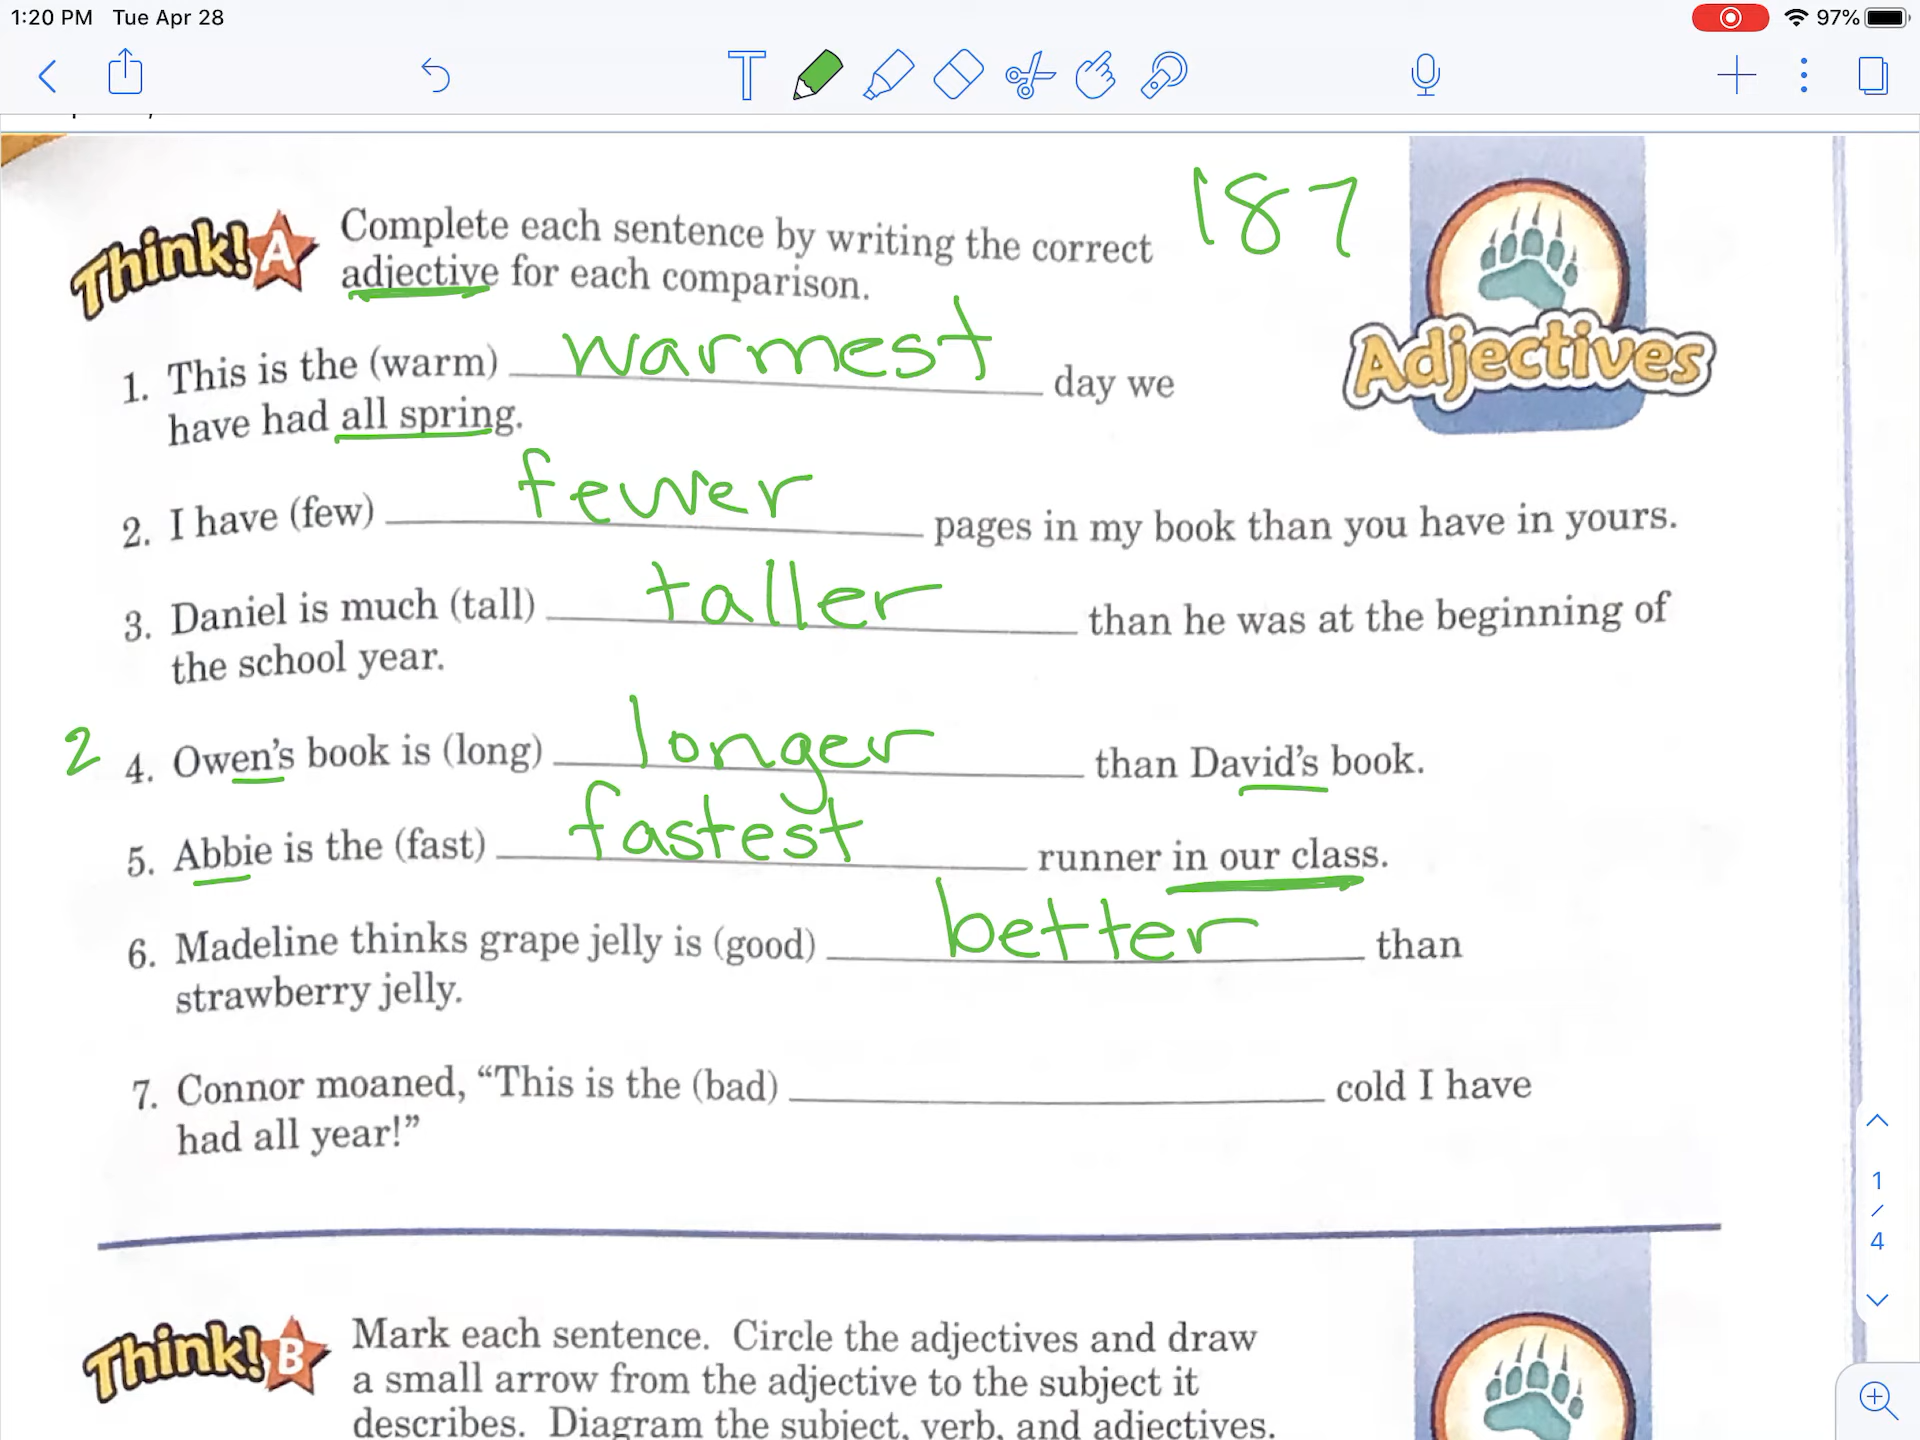 1:20 PM Tue Apr 28 97%
T
187
Think! A Complete each sentence by writing the correct
adjective for each comparison.
Adjectives
1. This is the (warm) warmest day we
have had all spring.
2. I have (few) fewer pages in my book than you have in yours.
3. Daniel is much (tall) taller than he was at the beginning of
the school year.
2 4. Owen's book is (long) longer than David's book.
5. Abbie is the (fast) fastest runner in our class.
6. Madeline thinks grape jelly is (good) better than
strawberry jelly.
7. Connor moaned, “This is the (bad) cold I have
had all year!”
1
/
4
Think! B Mark each sentence. Circle the adjectives and draw
a small arrow from the adjective to the subject it
describes. Diagram the subject, verb, and adjectives.